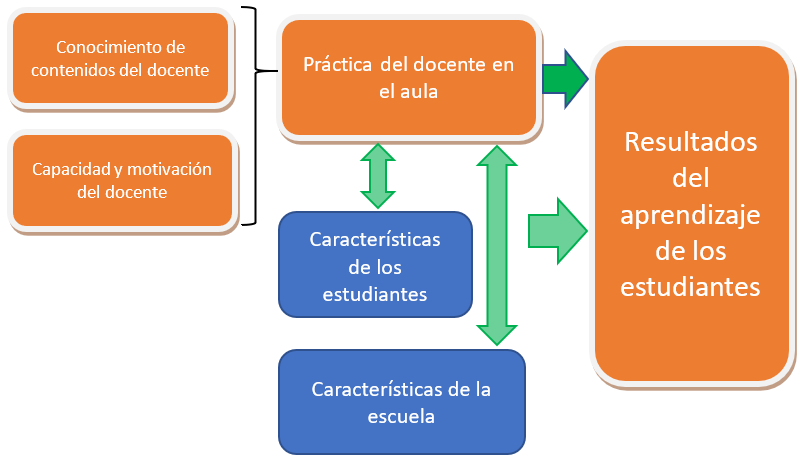 Conocimiento de
contenidos del docente
Capacidad y motivación
del docente
Práctica del docente en
el aula
Características
de los
estudiantes
Características de la
escuela
Resultados
del
aprendizaje
de los
estudiantes